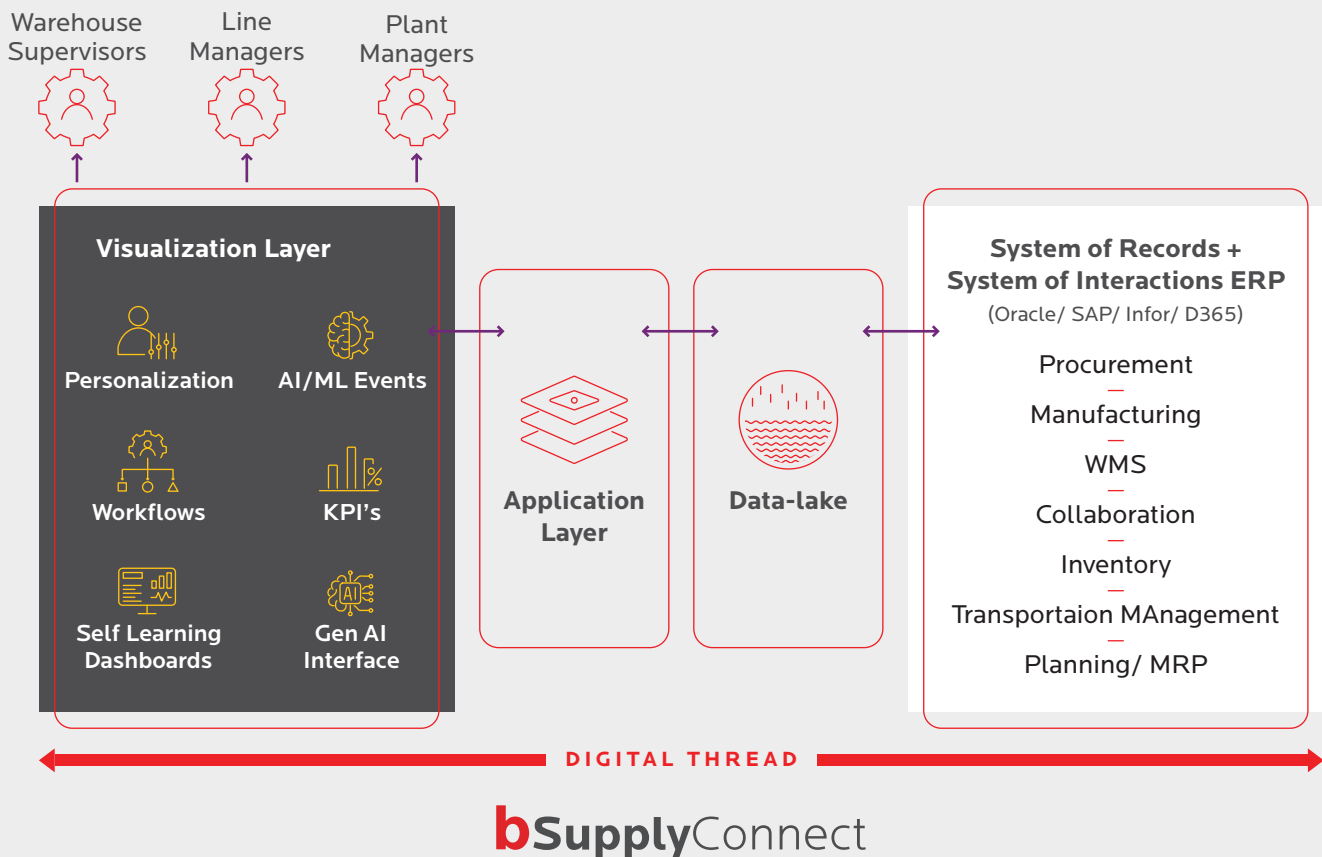 Warehouse
Supervisors
Line
Managers
Plant
Managers
Visualization Layer
Personalization
AI/ML Events
Workflows
KPI's
Self Learning
Dashboards
AI
Gen AI
Interface
Application
Layer
Data-lake
System of Records +
System of Interactions ERP
(Oracle/ SAP/ Infor/ D365)
Procurement
Manufacturing
WMS
Collaboration
Inventory
Transportaion MAnagement
Planning/ MRP
DIGITAL THREAD
bSupplyConnect